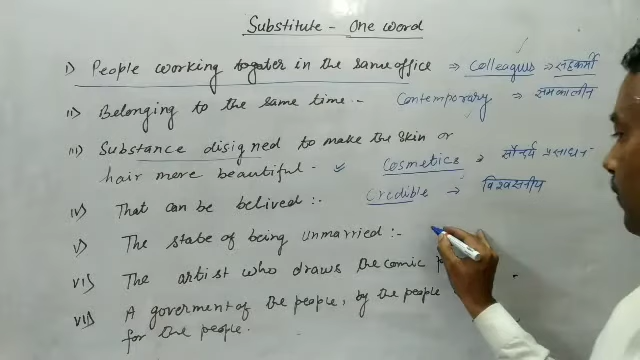 Substitute - One word
i) People working togater in the same office ⇒ Colleagus ⇒ सहकर्मी
ii) Belonging to the same time :- Contemporary ⇒ समकालीन
iii) Substance disigned to make the skin or
hair more beautiful - Cosmetics ⇒ सौन्दर्य प्रसाधन
iv) That can be belived :- Credible → विश्वसनीय
v) The state of being unmarried :-
vi) The artist who draws the comic
vii) A goverment of the people, by the people
for the people.